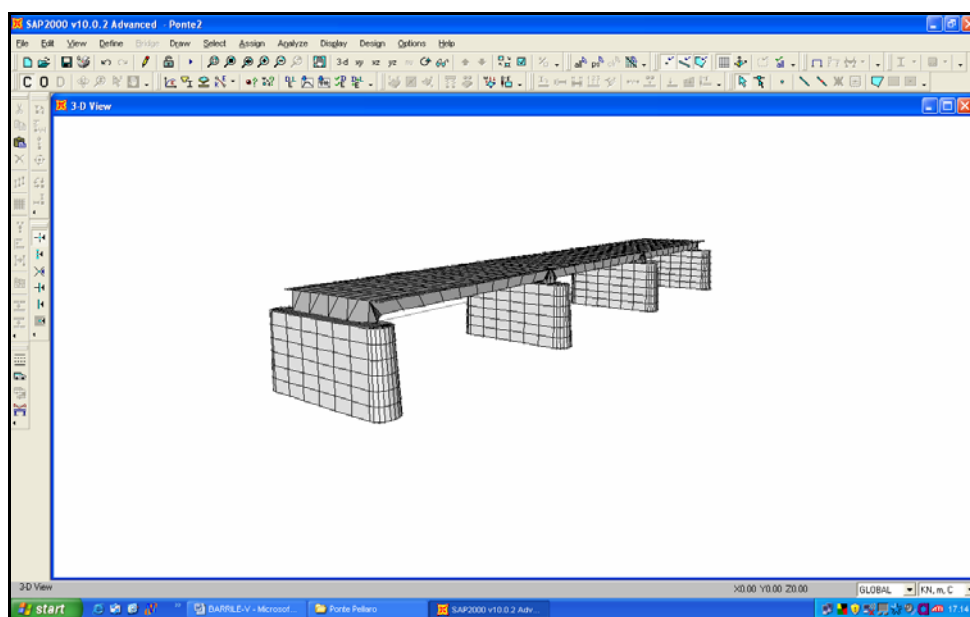 SAP2000 v10.0.2 Advanced - Ponte2
File Edit View Define Bridge Draw Select Assign Analyze Display Design Options Help
3-d xy xz yz
C O D
3-D View
3-D View X0.00 Y0.00 Z0.00 GLOBAL KN, m, C
start BARRILE-V - Microsof... Ponte Pellaro SAP2000 v10.0.2 Adv... 17.14